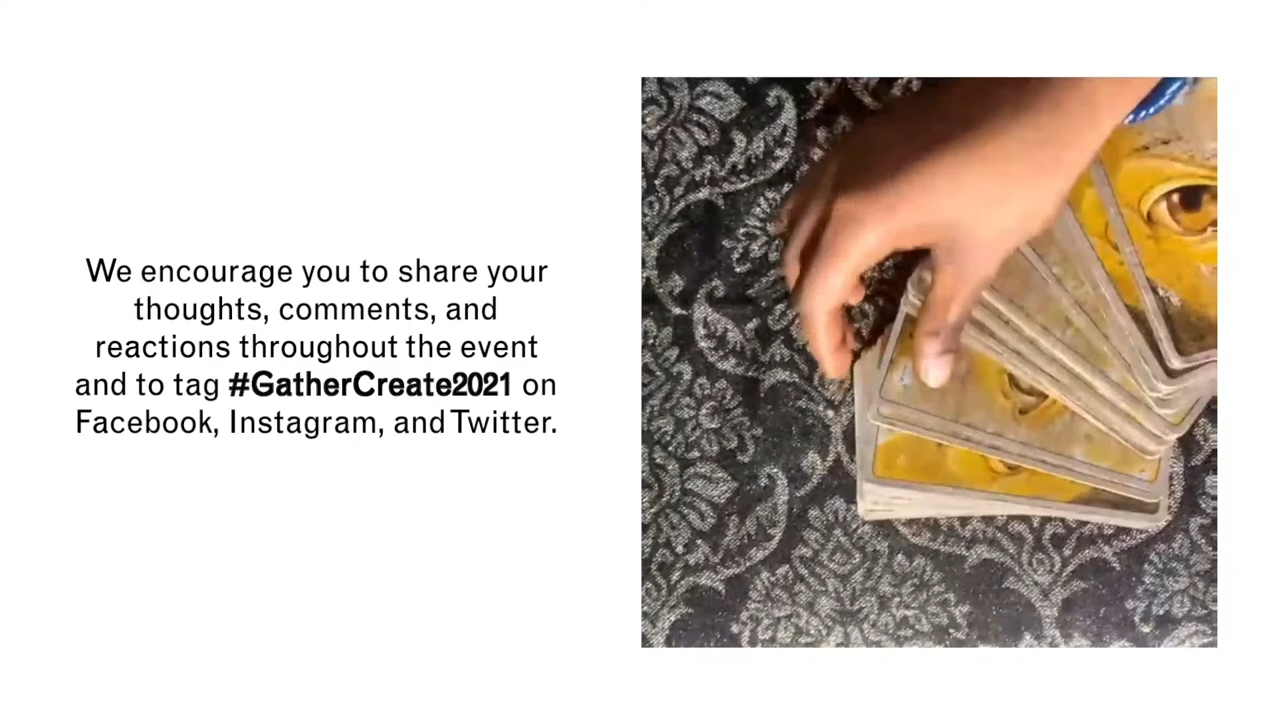 We encourage you to share your
thoughts, comments, and
reactions throughout the event
and to tag #GatherCreate2021 on
Facebook, Instagram, and Twitter.